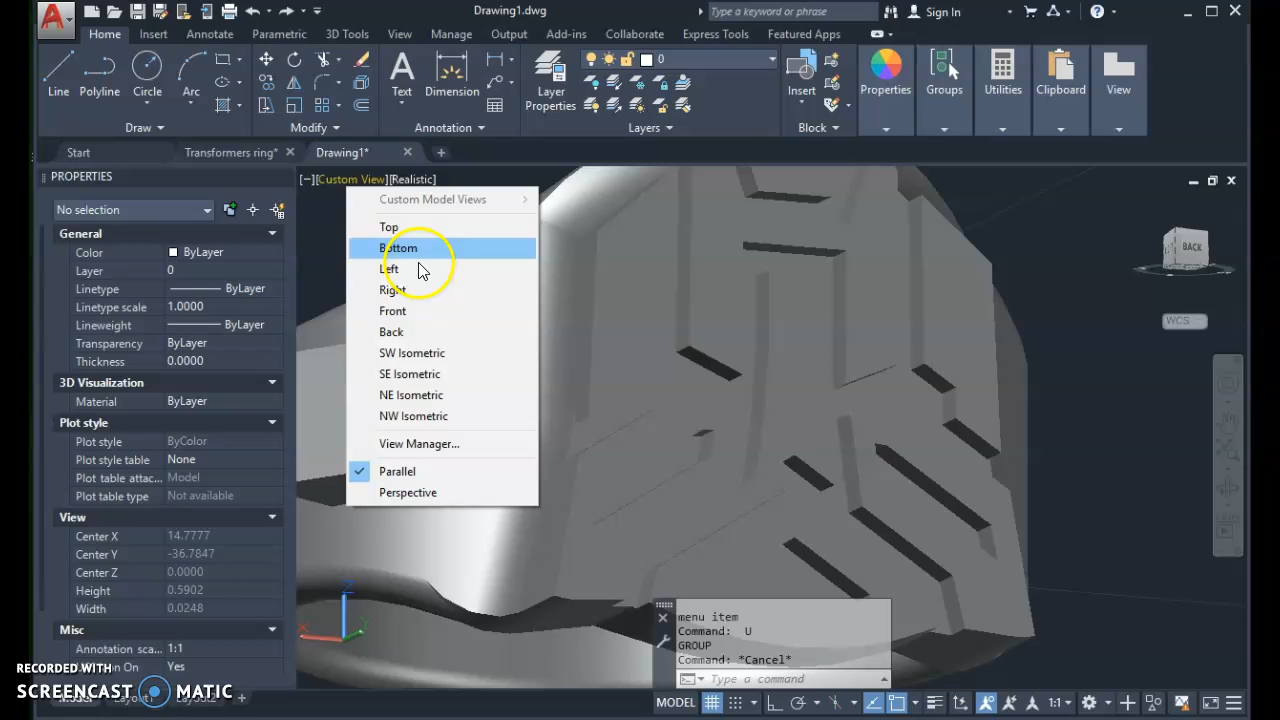 Drawing1.dwg
Type a keyword or phrase
Sign In
Home Insert Annotate Parametric 3D Tools View Manage Output Add-ins Collaborate Express Tools Featured Apps
Line Polyline Circle Arc
Text Dimension
Layer Properties
0
Insert
Properties Groups Utilities Clipboard View
Draw Modify Annotation Layers Block
Start Transformers ring* Drawing1*
PROPERTIES
[−][Custom View][Realistic]
No selection
General
Color ByLayer
Layer 0
Linetype ByLayer
Linetype scale 1.0000
Lineweight ByLayer
Transparency ByLayer
Thickness 0.0000
3D Visualization
Material ByLayer
Plot style
Plot style ByColor
Plot style table None
Plot table attac... Model
Plot table type Not available
View
Center X 14.7777
Center Y -36.7847
Center Z 0.0000
Height 0.5902
Width 0.0248
Misc
Annotation sca... 1:1
Yes
Custom Model Views
Top
Bottom
Left
Right
Front
Back
SW Isometric
SE Isometric
NE Isometric
NW Isometric
View Manager...
Parallel
Perspective
BACK
WCS
X Y Z
menu item
Command: U
GROUP
Command: *Cancel*
Type a command
RECORDED WITH
SCREENCAST MATIC
MODEL 1:1